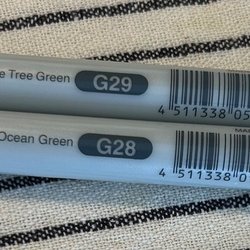 e Tree Green G29
4 511338 05
Ocean Green G28
4 511338 0